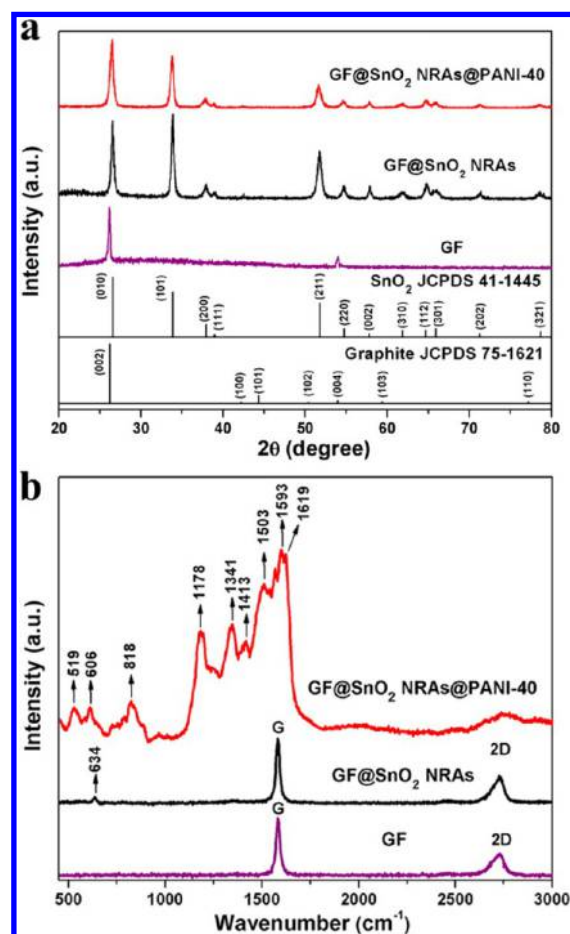 a
GF@SnO₂ NRAs@PANI-40
GF@SnO₂ NRAs
GF
SnO₂ JCPDS 41-1445
(010)
(101)
(200)
(111)
(211)
(220)
(002)
(310)
(112)
(301)
(202)
(321)
Graphite JCPDS 75-1621
(002)
(100)
(101)
(102)
(004)
(103)
(110)
Intensity (a.u.)
20 30 40 50 60 70 80
2θ (degree)
b
519
606
818
1178
1341
1413
1503
1593
1619
GF@SnO₂ NRAs@PANI-40
634
G
2D
GF@SnO₂ NRAs
G
2D
GF
Intensity (a.u.)
500 1000 1500 2000 2500 3000
Wavenumber (cm⁻¹)